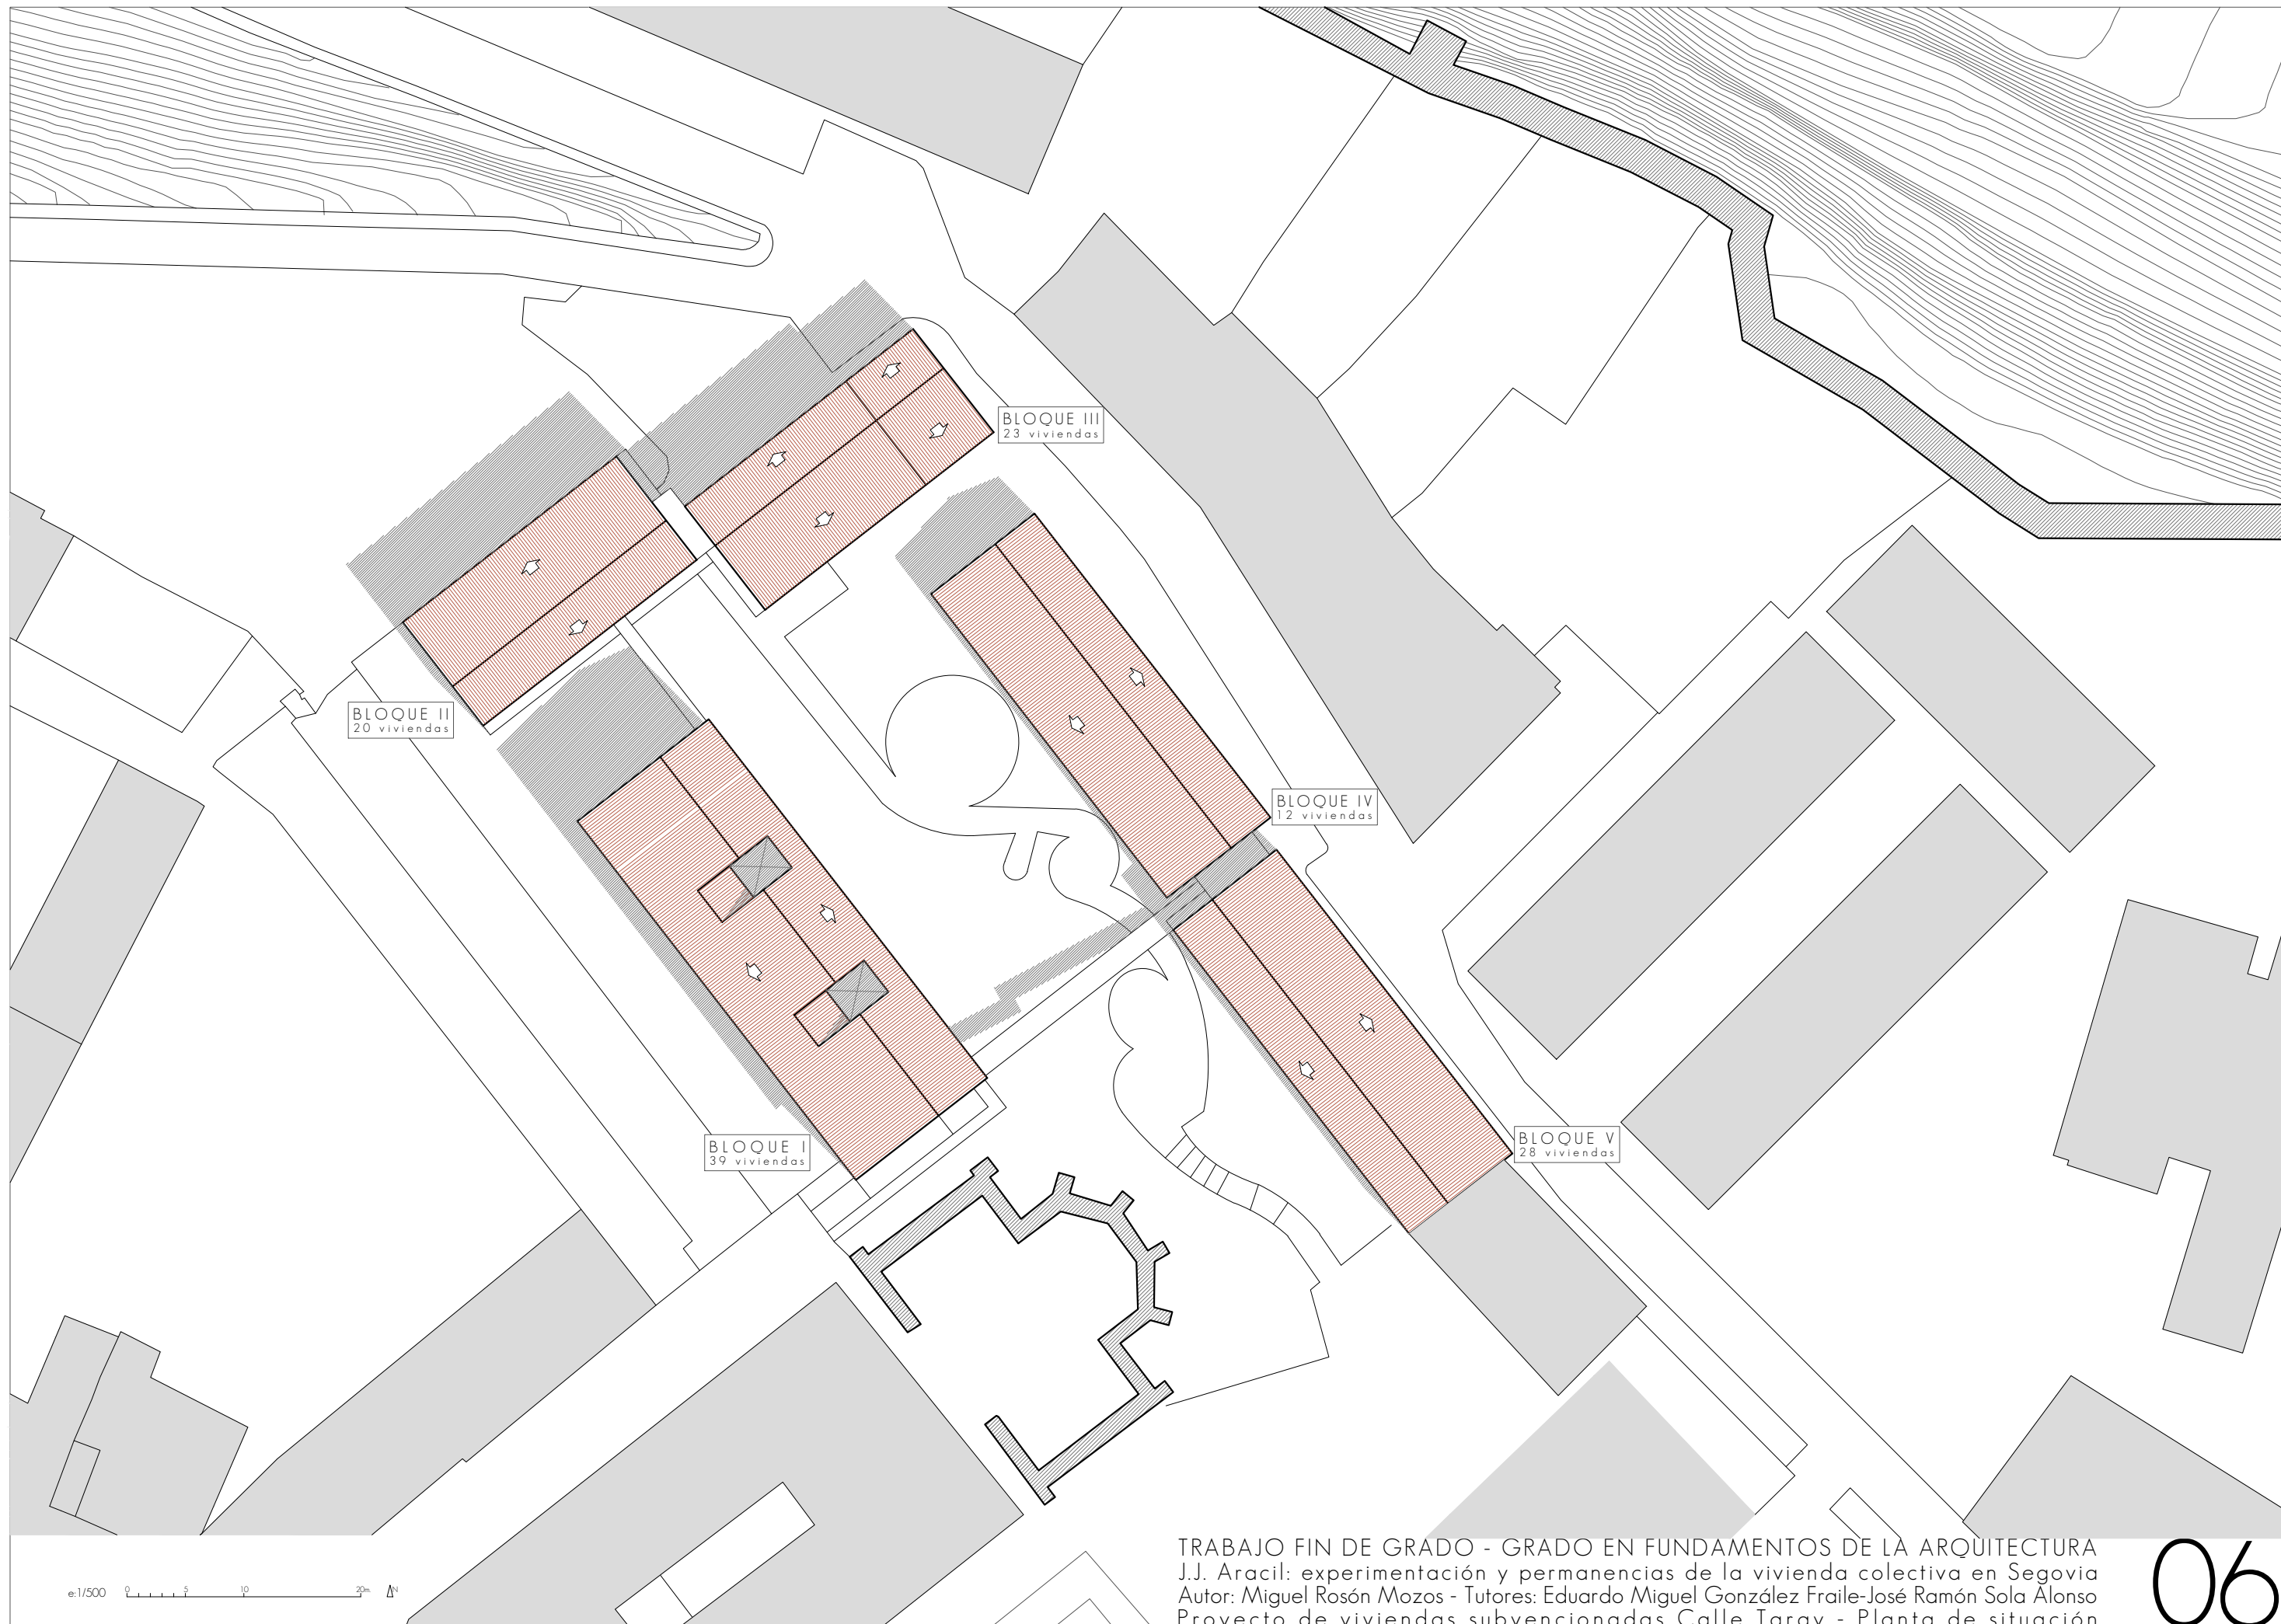 BLOQUE III
23 viviendas
BLOQUE II
20 viviendas
BLOQUE IV
12 viviendas
BLOQUE I
39 viviendas
BLOQUE V
28 viviendas
e:1/500
0 5 10 20m.
N
TRABAJO FIN DE GRADO - GRADO EN FUNDAMENTOS DE LA ARQUITECTURA
J.J. Aracil: experimentación y permanencias de la vivienda colectiva en Segovia
Autor: Miguel Rosón Mozos - Tutores: Eduardo Miguel González Fraile-José Ramón Sola Alonso
Proyecto de viviendas subvencionadas Calle Taray - Planta de situación
06